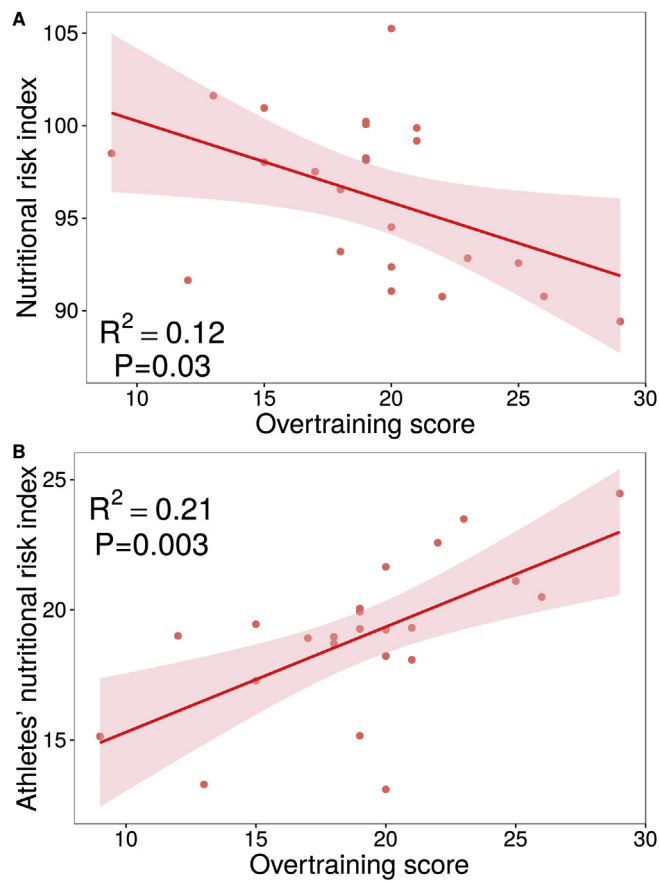 A
Nutritional risk index
105
100
95
90
R² = 0.12
P=0.03
10 15 20 25 30
Overtraining score
B
Athletes' nutritional risk index
25
20
15
R² = 0.21
P=0.003
10 15 20 25 30
Overtraining score